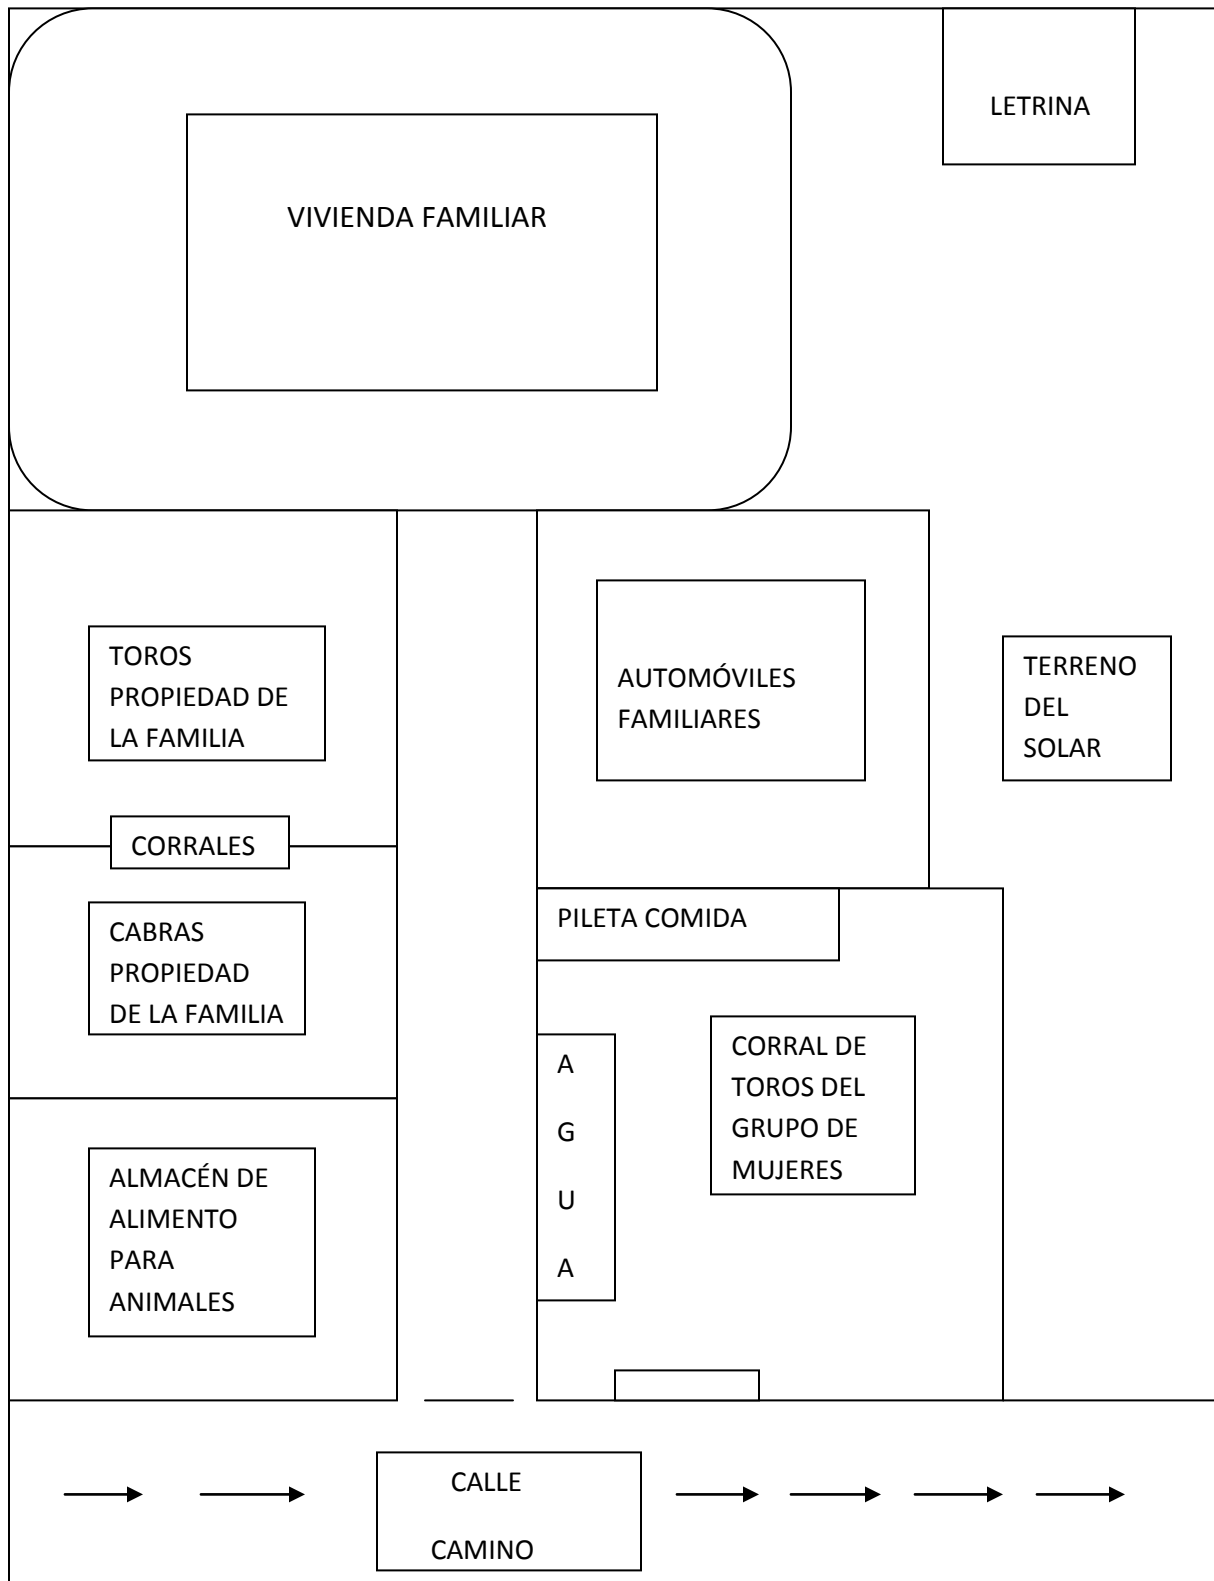 LETRINA
VIVIENDA FAMILIAR
TOROS
PROPIEDAD DE
LA FAMILIA
AUTOMÓVILES
FAMILIARES
TERRENO
DEL
SOLAR
CORRALES
CABRAS
PROPIEDAD
DE LA FAMILIA
PILETA COMIDA
A
G
U
A
CORRAL DE
TOROS DEL
GRUPO DE
MUJERES
ALMACÉN DE
ALIMENTO
PARA
ANIMALES
CALLE
CAMINO